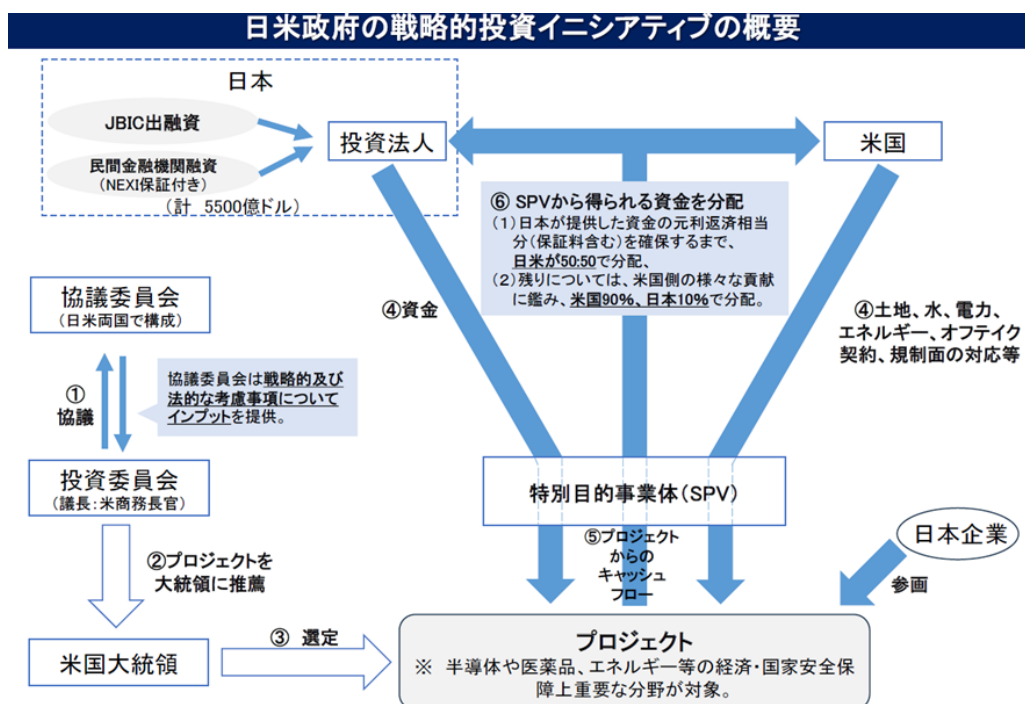 日米政府の戦略的投資イニシアティブの概要
日本
JBIC出融資
民間金融機関融資
(NEXI保証付き)
(計 5500億ドル)
投資法人
米国
⑥ SPVから得られる資金を分配
(1)日本が提供した資金の元利返済相当
分(保証料含む)を確保するまで、
日米が50:50で分配、
(2)残りについては、米国側の様々な貢献
に鑑み、米国90%、日本10%で分配。
協議委員会
(日米両国で構成)
①
協議
協議委員会は戦略的及び
法的な考慮事項について
インプットを提供。
投資委員会
(議長:米商務長官)
②プロジェクトを
大統領に推薦
米国大統領
③ 選定
④資金
④土地、水、電力、
エネルギー、オフテイク
契約、規制面の対応等
特別目的事業体(SPV)
⑤プロジェクト
からの
キャッシュ
フロー
日本企業
参画
プロジェクト
※ 半導体や医薬品、エネルギー等の経済・国家安全保
障上重要な分野が対象。